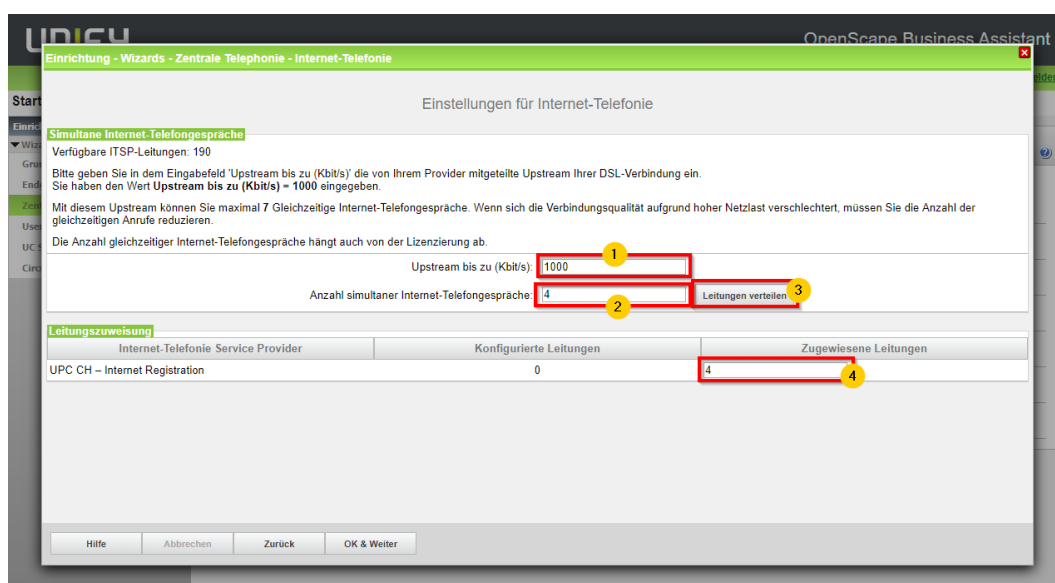 UNIFY
OpenScape Business Assistant
Einrichtung - Wizards - Zentrale Telephonie - Internet-Telefonie
Start
Einstellungen für Internet-Telefonie
Simultane Internet-Telefongespräche
Verfügbare ITSP-Leitungen: 190
Bitte geben Sie in dem Eingabefeld 'Upstream bis zu (Kbit/s)' die von Ihrem Provider mitgeteilte Upstream Ihrer DSL-Verbindung ein.
Sie haben den Wert Upstream bis zu (Kbit/s) = 1000 eingegeben.
Mit diesem Upstream können Sie maximal 7 Gleichzeitige Internet-Telefongespräche. Wenn sich die Verbindungsqualität aufgrund hoher Netzlast verschlechtert, müssen Sie die Anzahl der
gleichzeitigen Anrufe reduzieren.
Die Anzahl gleichzeitiger Internet-Telefongespräche hängt auch von der Lizenzierung ab.
1
Upstream bis zu (Kbit/s): 1000
Anzahl simultaner Internet-Telefongespräche: 4 Leitungen verteilen 3
2
Leitungszuweisung
Internet-Telefonie Service Provider Konfigurierte Leitungen Zugewiesene Leitungen
UPC CH – Internet Registration 0 4
4
Hilfe Abbrechen Zurück OK & Weiter